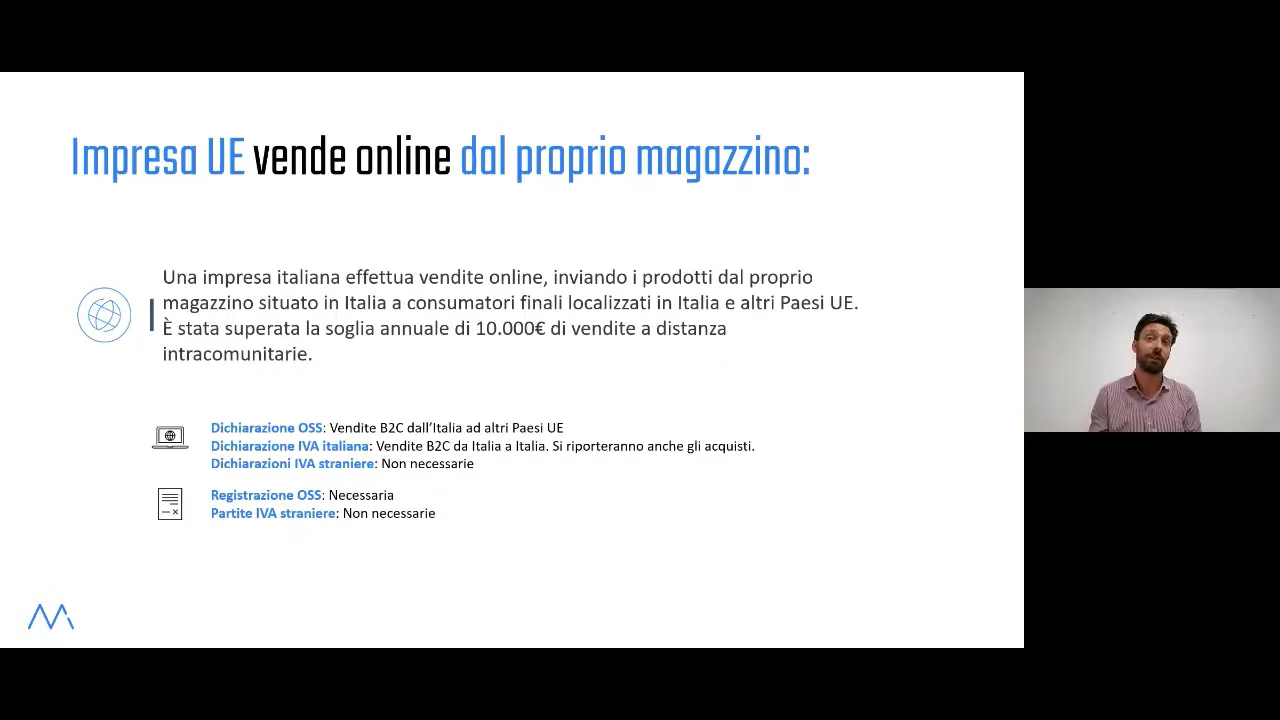 Impresa UE vende online dal proprio magazzino:
Una impresa italiana effettua vendite online, inviando i prodotti dal proprio
magazzino situato in Italia a consumatori finali localizzati in Italia e altri Paesi UE.
È stata superata la soglia annuale di 10.000€ di vendite a distanza
intracomunitarie.
Dichiarazione OSS: Vendite B2C dall'Italia ad altri Paesi UE
Dichiarazione IVA italiana: Vendite B2C da Italia a Italia. Si riporteranno anche gli acquisti.
Dichiarazioni IVA straniere: Non necessarie
Registrazione OSS: Necessaria
Partite IVA straniere: Non necessarie